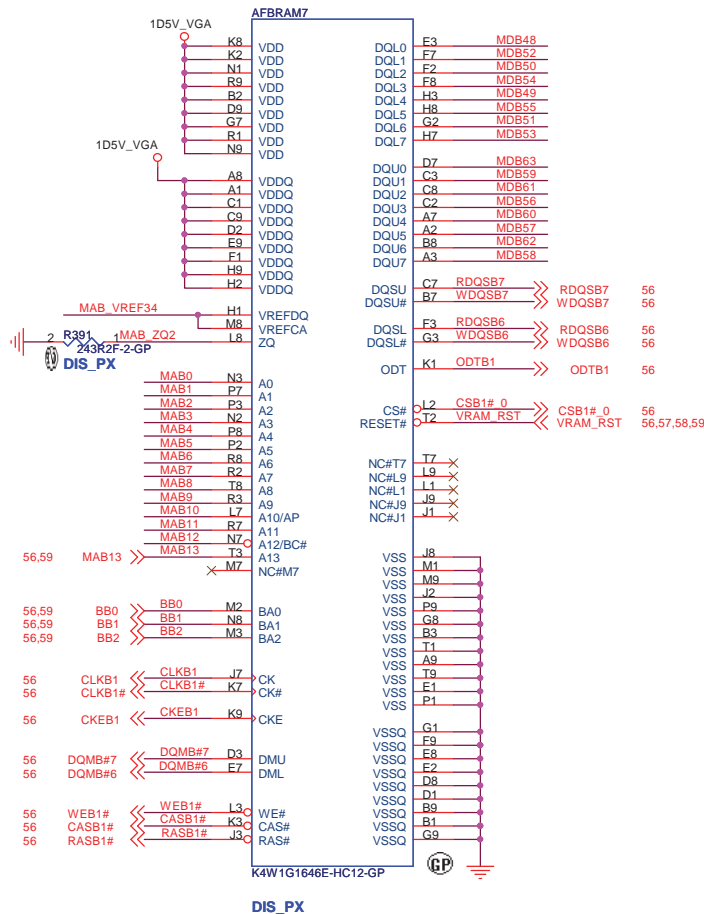 AFBRAM7
1D5V_VGA
K8 VDD DQL0 E3 MDB48
K2 VDD DQL1 F7 MDB52
N1 VDD DQL2 F2 MDB50
R9 VDD DQL3 F8 MDB54
B2 VDD DQL4 H3 MDB49
D9 VDD DQL5 H8 MDB55
G7 VDD DQL6 G2 MDB51
R1 VDD DQL7 H7 MDB53
N9 VDD
1D5V_VGA
A8 VDDQ DQU0 D7 MDB63
A1 VDDQ DQU1 C3 MDB59
C1 VDDQ DQU2 C8 MDB61
C9 VDDQ DQU3 C2 MDB56
D2 VDDQ DQU4 A7 MDB60
E9 VDDQ DQU5 A2 MDB57
F1 VDDQ DQU6 B8 MDB62
H9 VDDQ DQU7 A3 MDB58
H2 VDDQ
DQSU C7 RDQSB7 RDQSB7 56
DQSU# B7 WDQSB7 WDQSB7 56
MAB_VREF34 H1 VREFDQ
M8 VREFCA DQSL F3 RDQSB6 RDQSB6 56
2 R391 1 MAB_ZQ2 L8 ZQ DQSL# G3 WDQSB6 WDQSB6 56
243R2F-2-GP
DIS_PX
ODT K1 ODTB1 ODTB1 56
MAB0 N3 A0
MAB1 P7 A1
MAB2 P3 A2 CS# L2 CSB1#_0 CSB1#_0 56
MAB3 N2 A3 RESET# T2 VRAM_RST VRAM_RST 56,57,58,59
MAB4 P8 A4
MAB5 P2 A5
MAB6 R8 A6 NC#T7 T7
MAB7 R2 A7 NC#L9 L9
MAB8 T8 A8 NC#L1 L1
MAB9 R3 A9 NC#J9 J9
MAB10 L7 A10/AP NC#J1 J1
MAB11 R7 A11
MAB12 N7 A12/BC#
56,59 MAB13 MAB13 T3 A13 VSS J8
M7 NC#M7 VSS M1
VSS M9
VSS J2
56,59 BB0 BB0 M2 BA0 VSS P9
56,59 BB1 BB1 N8 BA1 VSS G8
56,59 BB2 BB2 M3 BA2 VSS B3
VSS T1
VSS A9
56 CLKB1 CLKB1 J7 CK VSS T9
56 CLKB1# CLKB1# K7 CK# VSS E1
VSS P1
56 CKEB1 CKEB1 K9 CKE
VSSQ G1
VSSQ F9
56 DQMB#7 DQMB#7 D3 DMU VSSQ E8
56 DQMB#6 DQMB#6 E7 DML VSSQ E2
VSSQ D8
VSSQ D1
56 WEB1# WEB1# L3 WE# VSSQ B9
56 CASB1# CASB1# K3 CAS# VSSQ B1
56 RASB1# RASB1# J3 RAS# VSSQ G9
GP
K4W1G1646E-HC12-GP
DIS_PX